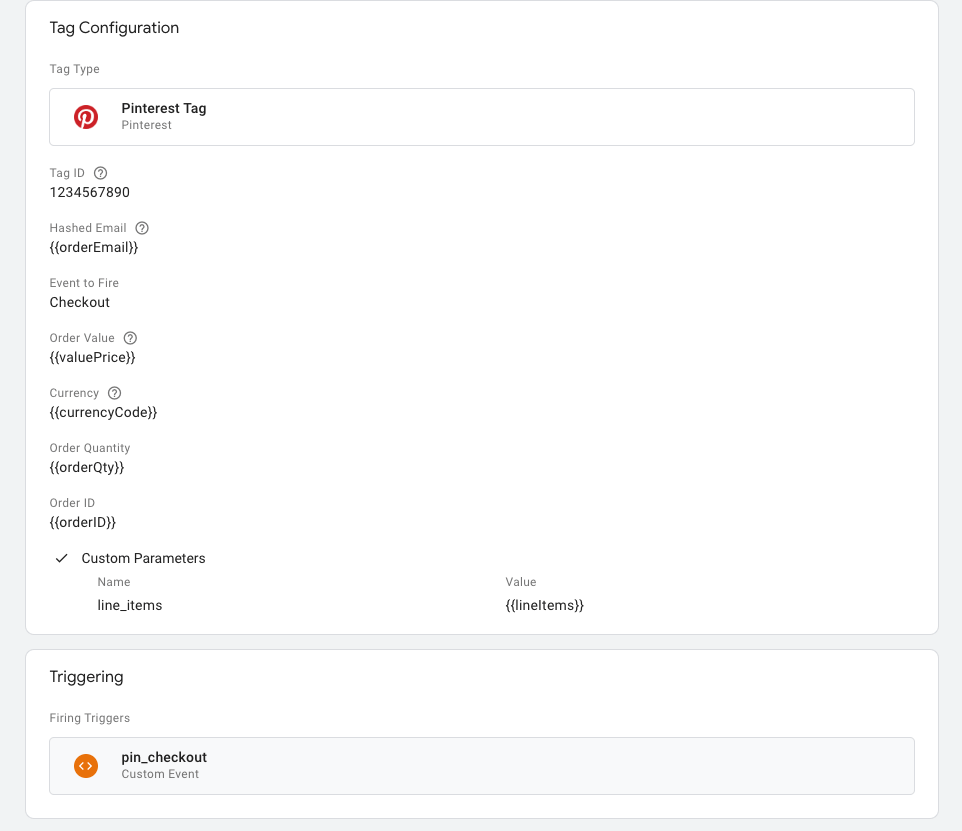 Tag Configuration
Tag Type
Pinterest Tag
Pinterest
Tag ID
1234567890
Hashed Email
{{orderEmail}}
Event to Fire
Checkout
Order Value
{{valuePrice}}
Currency
{{currencyCode}}
Order Quantity
{{orderQty}}
Order ID
{{orderID}}
Custom Parameters
Name Value
line_items {{lineItems}}
Triggering
Firing Triggers
pin_checkout
Custom Event